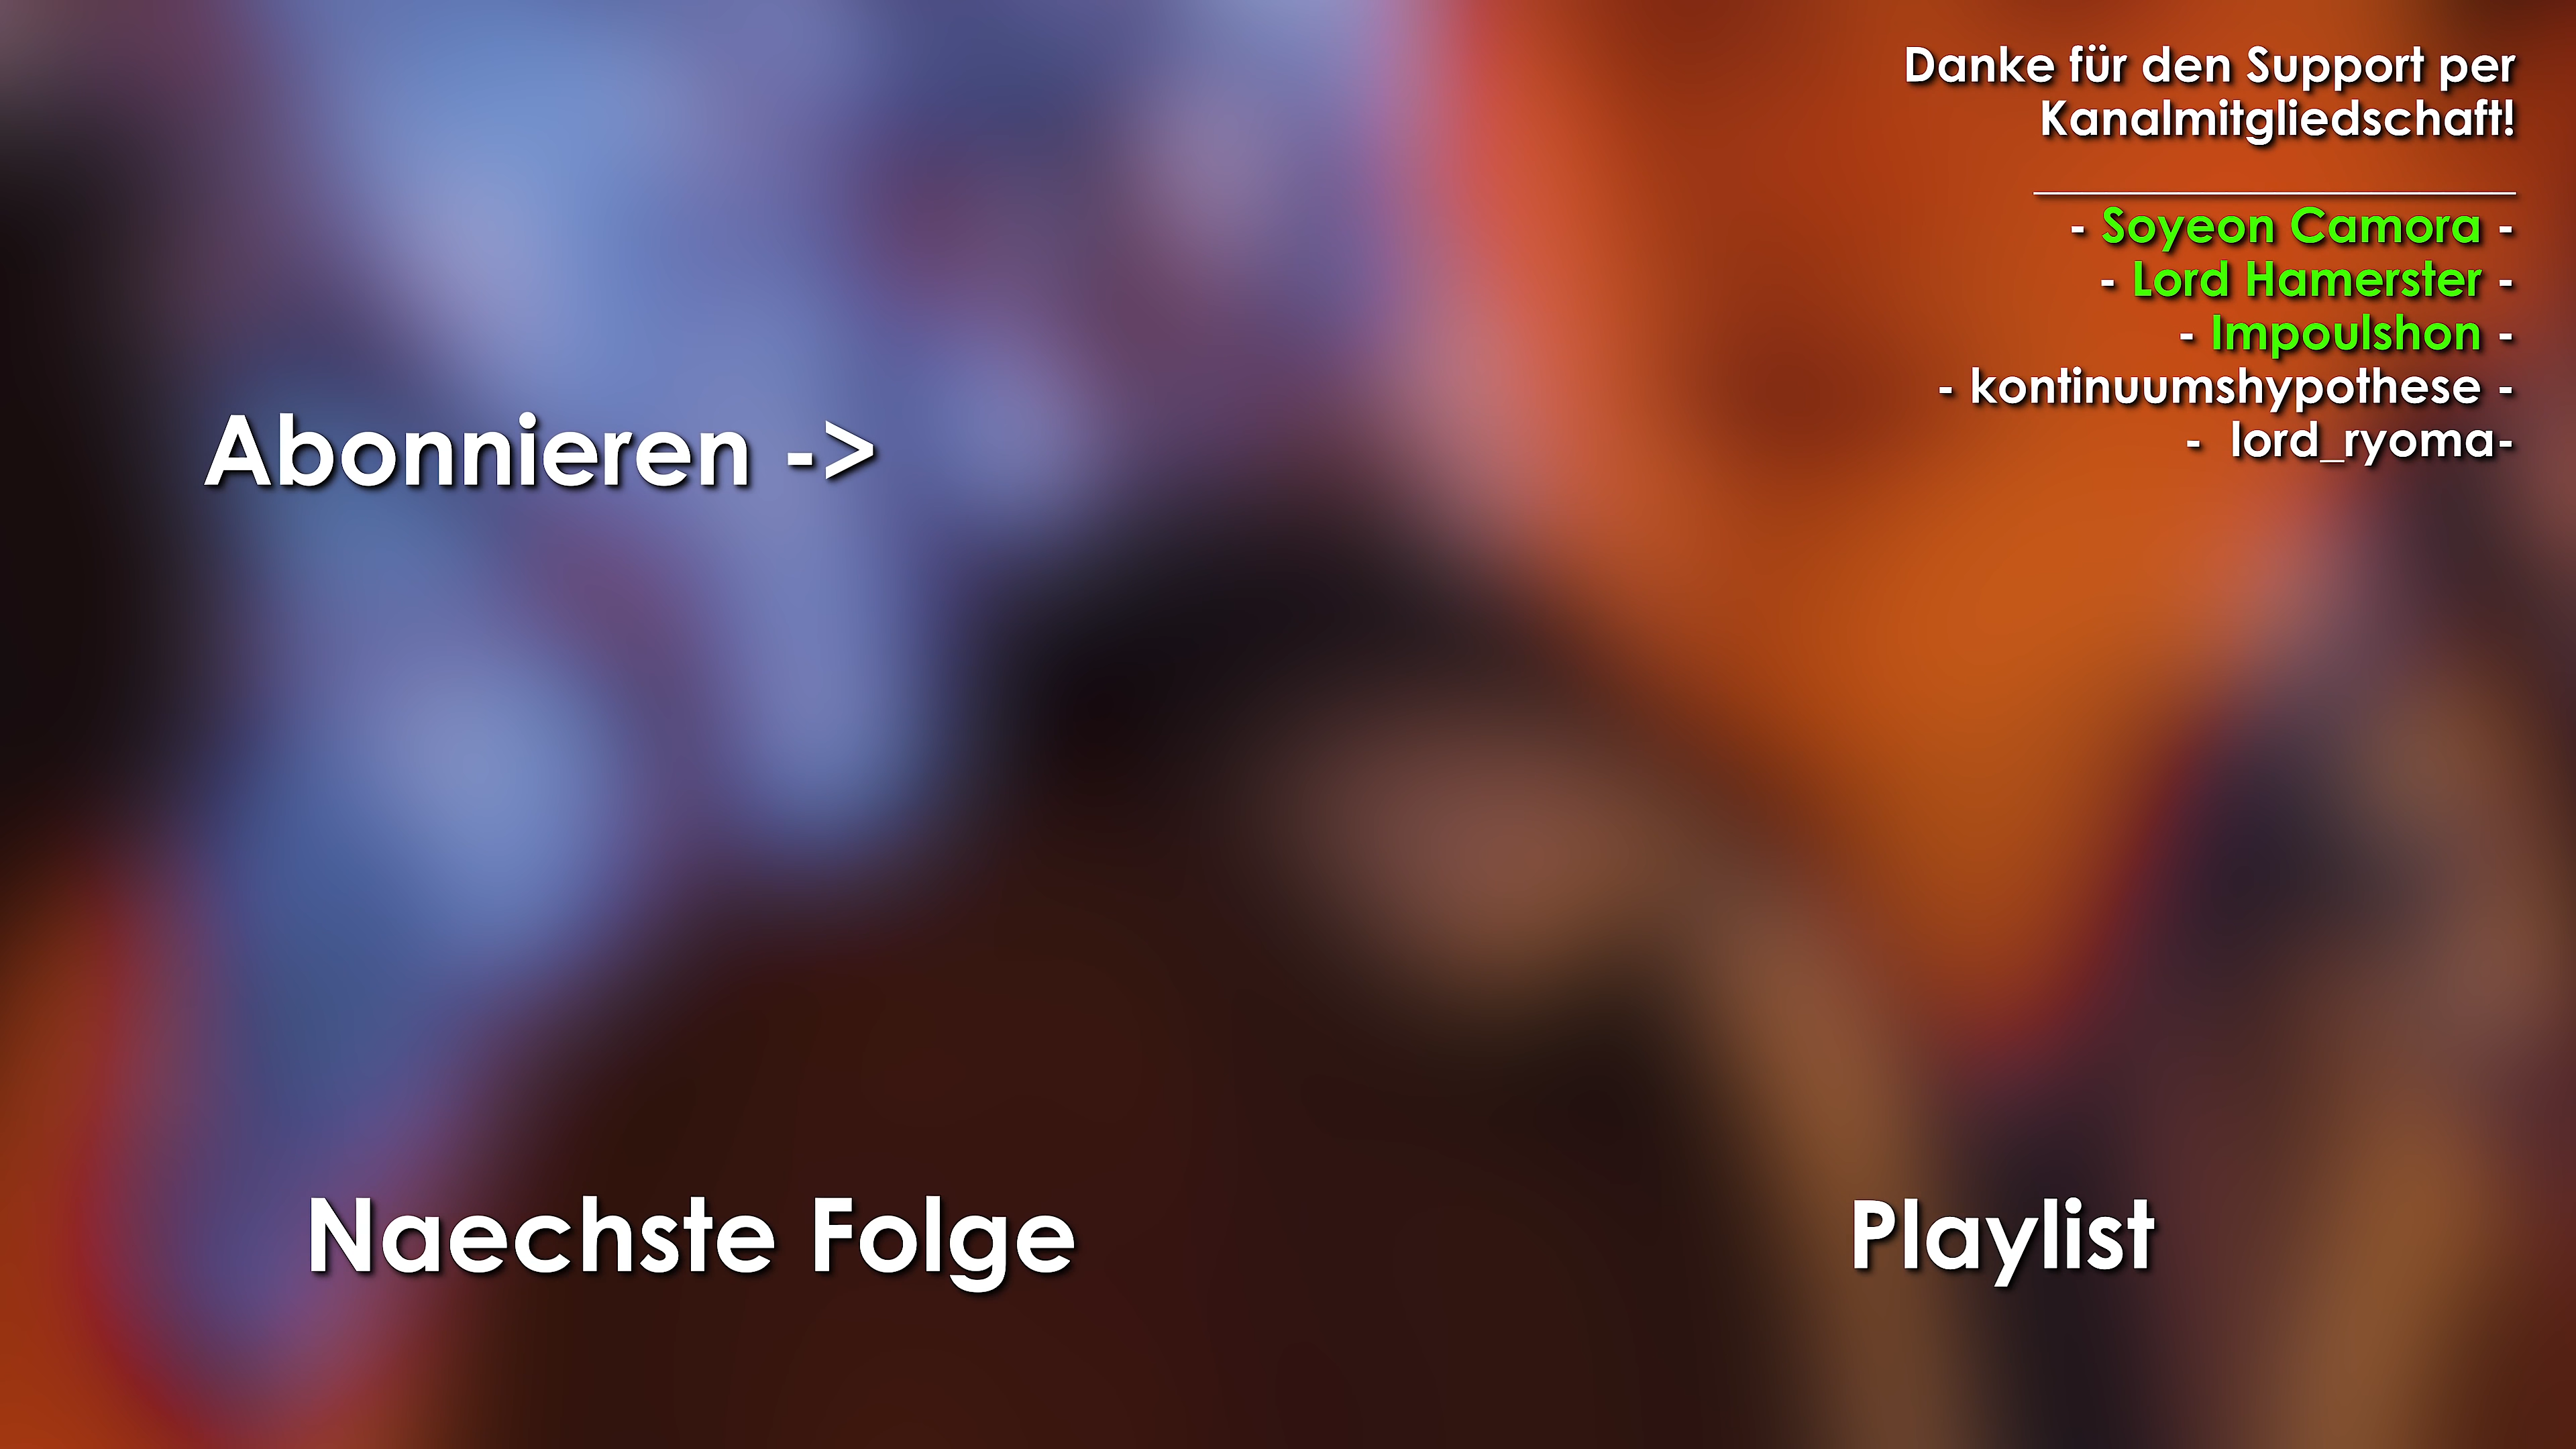 Danke für den Support per
Kanalmitgliedschaft!
- Soyeon Camora -
- Lord Hamerster -
- Impoulshon -
- kontinuumshypothese -
- lord_ryoma-
Abonnieren ->
Naechste Folge
Playlist